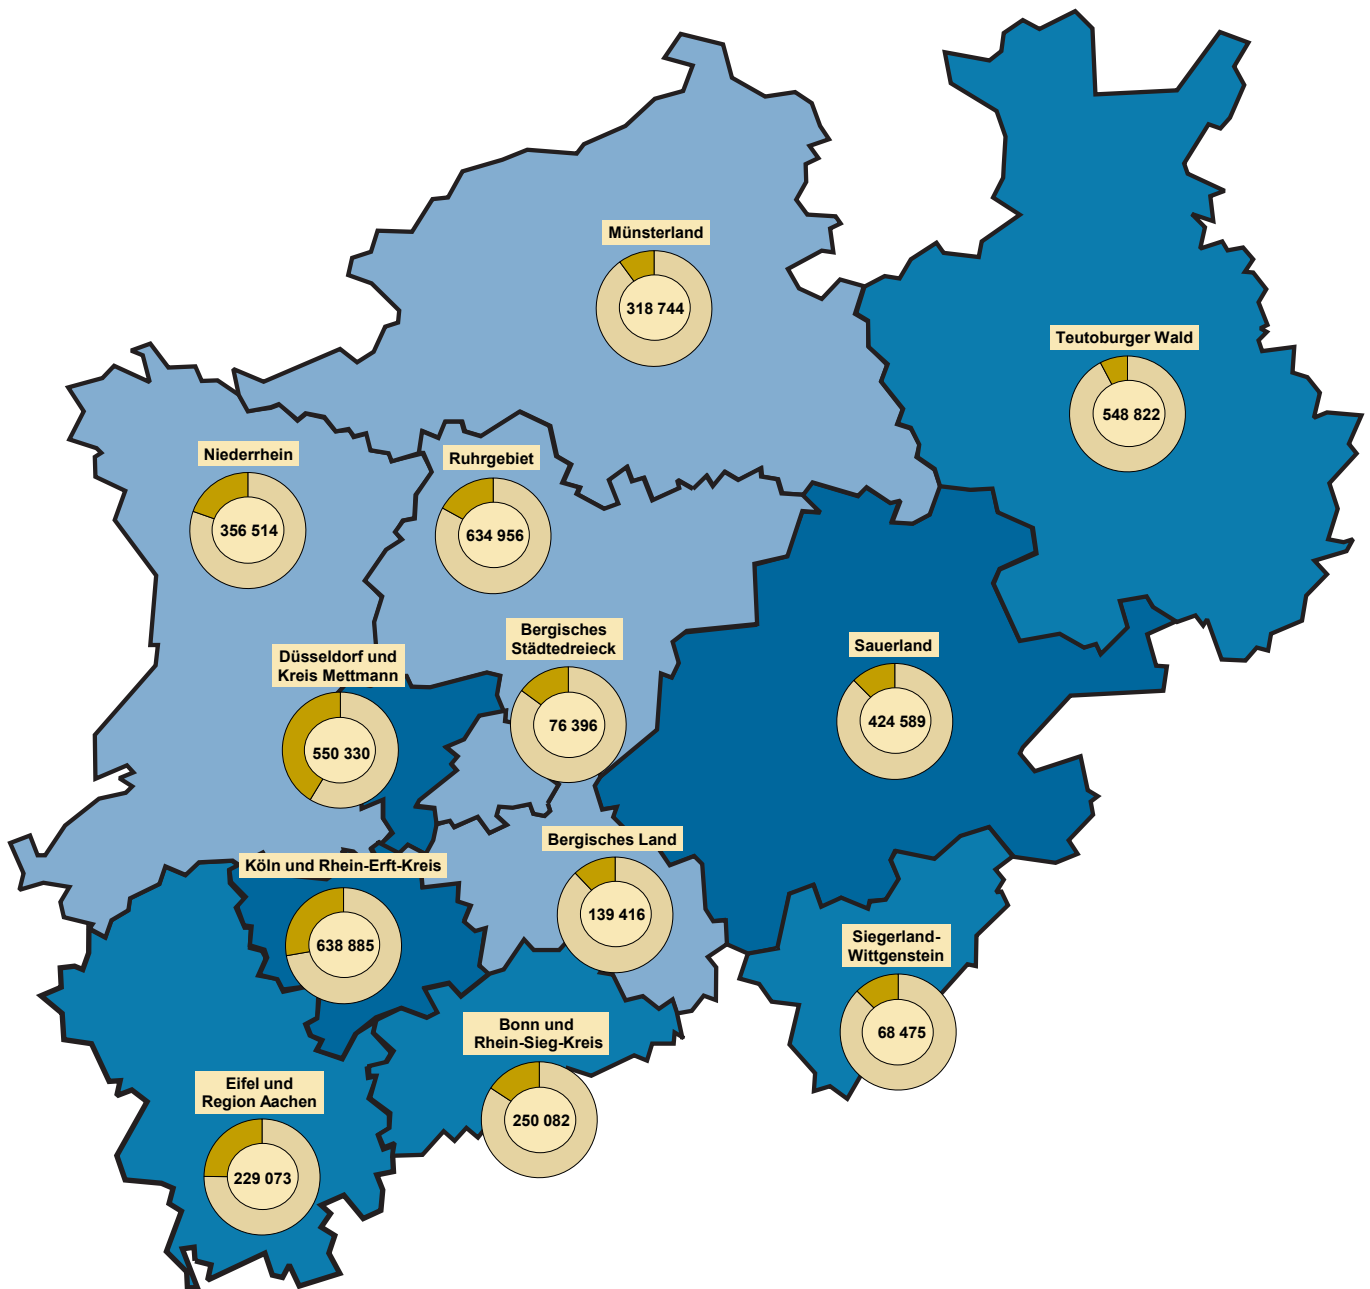 Münsterland
318 744
Teutoburger Wald
548 822
Niederrhein
356 514
Ruhrgebiet
634 956
Bergisches
Städtedreieck
76 396
Düsseldorf und
Kreis Mettmann
550 330
Sauerland
424 589
Bergisches Land
139 416
Köln und Rhein-Erft-Kreis
638 885
Siegerland-
Wittgenstein
68 475
Bonn und
Rhein-Sieg-Kreis
250 082
Eifel und
Region Aachen
229 073